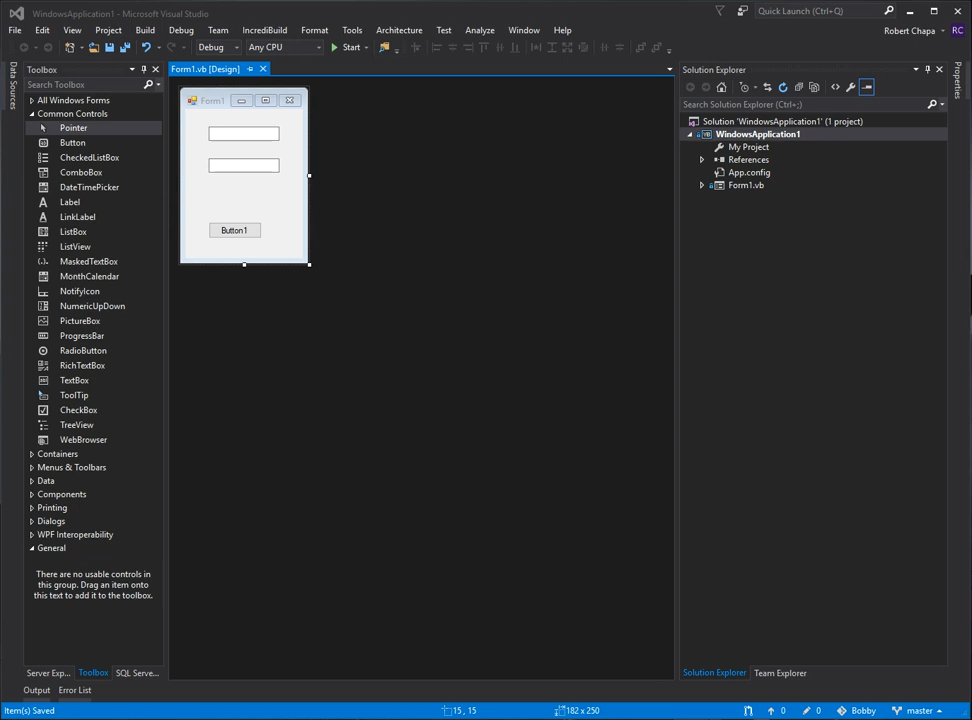 WindowsApplication1 - Microsoft Visual Studio
Quick Launch (Ctrl+Q)
File Edit View Project Build Debug Team IncrediBuild Format Tools Architecture Test Analyze Window Help
Robert Chapa RC
Debug Any CPU Start
Data Sources
Toolbox
Search Toolbox
All Windows Forms
Common Controls
Pointer
Button
CheckedListBox
ComboBox
DateTimePicker
Label
LinkLabel
ListBox
ListView
MaskedTextBox
MonthCalendar
NotifyIcon
NumericUpDown
PictureBox
ProgressBar
RadioButton
RichTextBox
TextBox
ToolTip
CheckBox
TreeView
WebBrowser
Containers
Menus & Toolbars
Data
Components
Printing
Dialogs
WPF Interoperability
General
There are no usable controls in
this group. Drag an item onto
this text to add it to the toolbox.
Server Exp... Toolbox SQL Serve...
Form1.vb [Design]
Form1
Button1
Solution Explorer
Search Solution Explorer (Ctrl+;)
Solution 'WindowsApplication1' (1 project)
WindowsApplication1
My Project
References
App.config
Form1.vb
Solution Explorer Team Explorer
Properties
Output Error List
Item(s) Saved 15 , 15 182 x 250 0 0 Bobby master